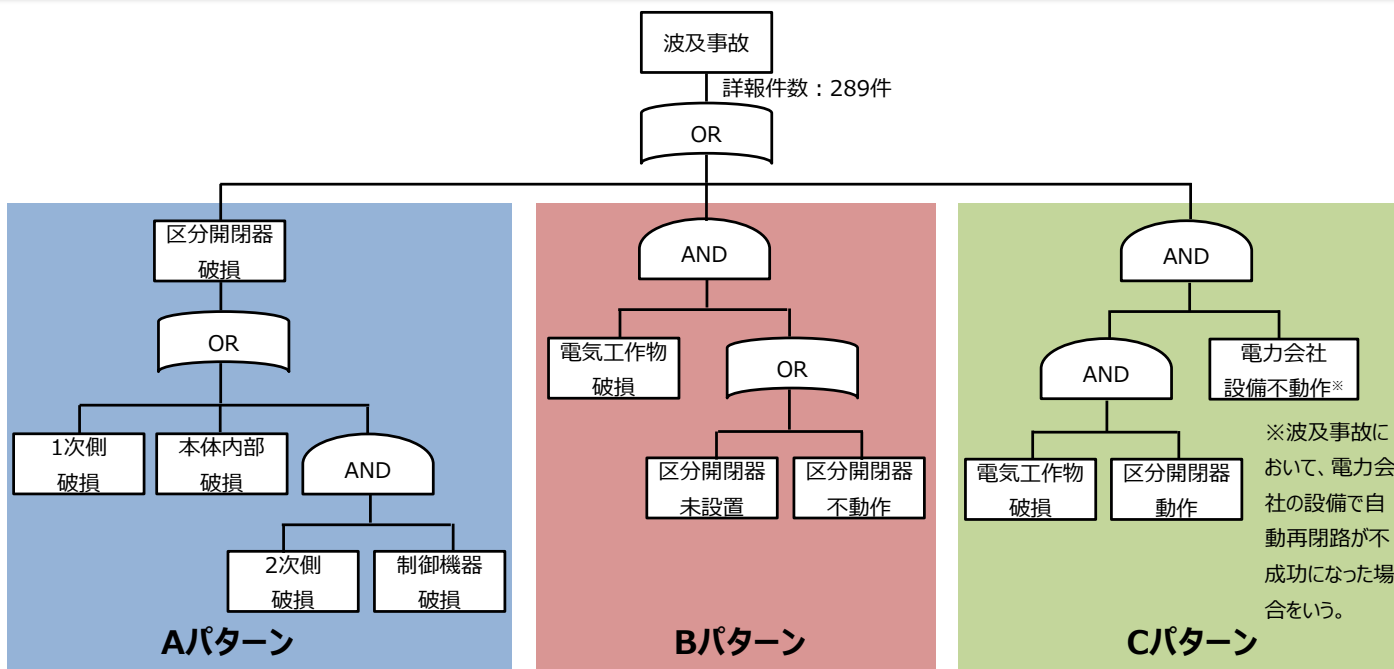 波及事故
詳報件数：289件
OR
区分開閉器
破損
OR
1次側
破損
本体内部
破損
AND
2次側
破損
制御機器
破損
Aパターン
AND
電気工作物
破損
OR
区分開閉器
未設置
区分開閉器
不動作
Bパターン
AND
AND
電力会社
設備不動作※
電気工作物
破損
区分開閉器
動作
※波及事故に
おいて、電力会
社の設備で自
動再閉路が不
成功になった場
合をいう。
Cパターン